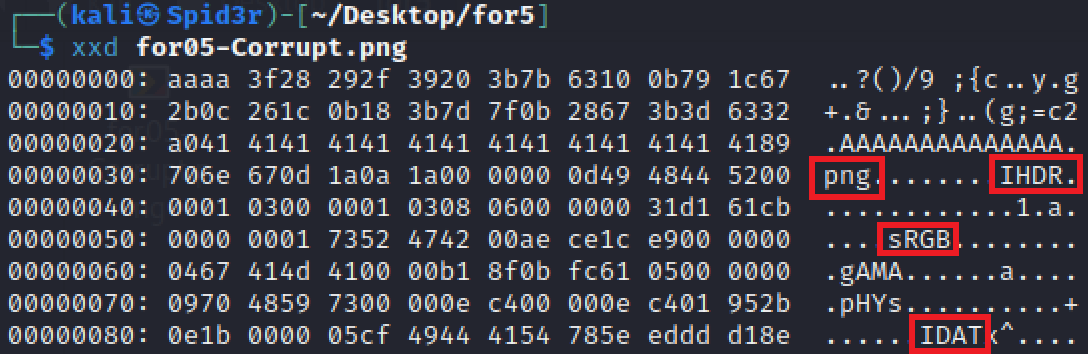 ┌──(kali㉿Spid3r)-[~/Desktop/for5]
└─$ xxd for05-Corrupt.png
00000000: aaaa 3f28 292f 3920 3b7b 6310 0b79 1c67  ..?()/9 ;{c..y.g
00000010: 2b0c 261c 0b18 3b7d 7f0b 2867 3b3d 6332  +.&...;}..(g;=c2
00000020: a041 4141 4141 4141 4141 4141 4141 4189  .AAAAAAAAAAAAAA.
00000030: 706e 670d 1a0a 1a00 0000 0d49 4844 5200  png........IHDR.
00000040: 0001 0300 0001 0308 0600 0000 31d1 61cb  ............1.a.
00000050: 0000 0001 7352 4742 00ae ce1c e900 0000  ....sRGB........
00000060: 0467 414d 4100 00b1 8f0b fc61 0500 0000  .gAMA......a....
00000070: 0970 4859 7300 000e c400 000e c401 952b  .pHYs..........+
00000080: 0e1b 0000 05cf 4944 4154 785e eddd d18e  ......IDATx^....